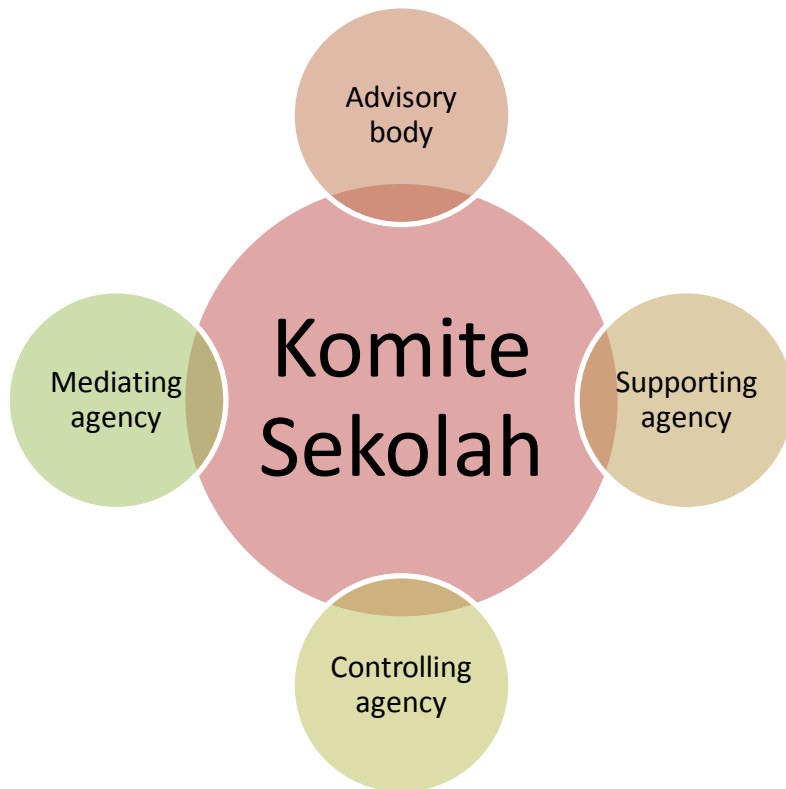 Advisory
body
Komite
Sekolah
Mediating
agency
Supporting
agency
Controlling
agency